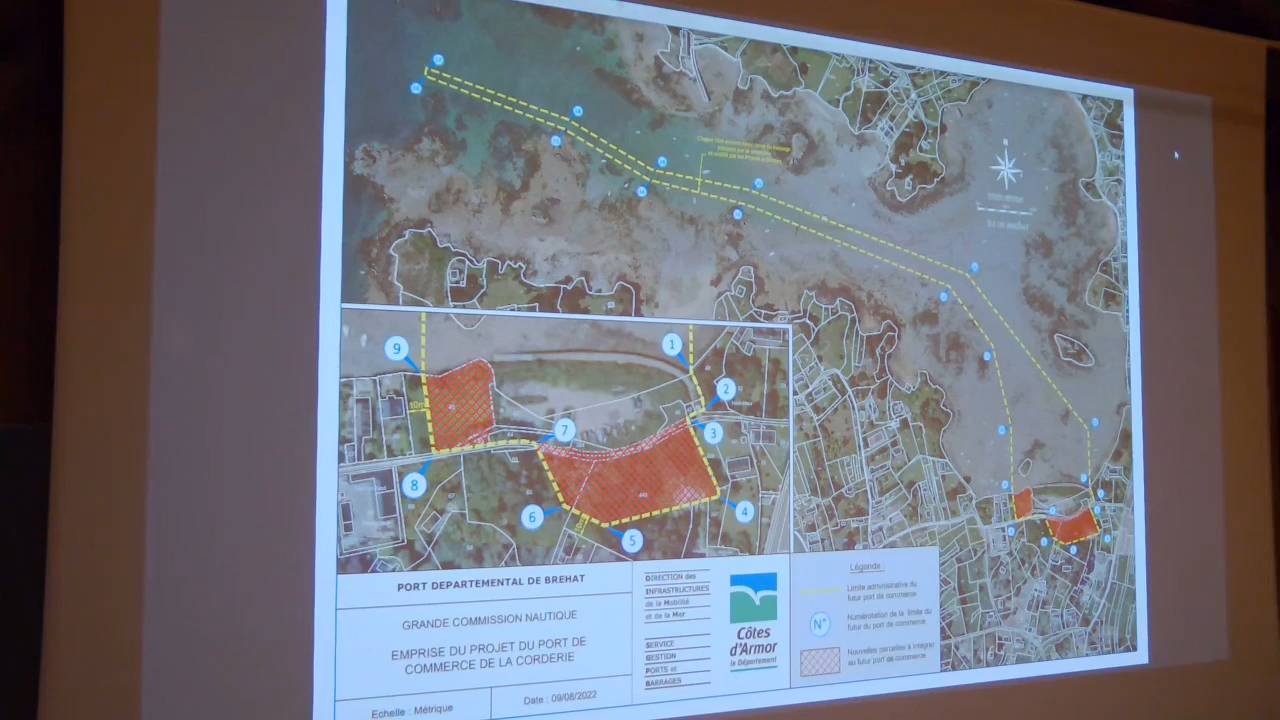 9
1
2
3
7
8
6
5
4
10m
10m
443
PORT DEPARTEMENTAL DE BREHAT
GRANDE COMMISSION NAUTIQUE
EMPRISE DU PROJET DU PORT DE
COMMERCE DE LA CORDERIE
Echelle : Métrique
Date : 09/08/2022
DIRECTION des
INFRASTRUCTURES
de la Mobilité
et de la Mer
SERVICE
GESTION
PORTS et
BARRAGES
Côtes
d'Armor
le Département
Légende :
Limite administrative du
futur port de commerce
N°
Numérotation de la limite du
futur du port de commerce
Nouvelles parcelles à intégrer
au futur port de commerce